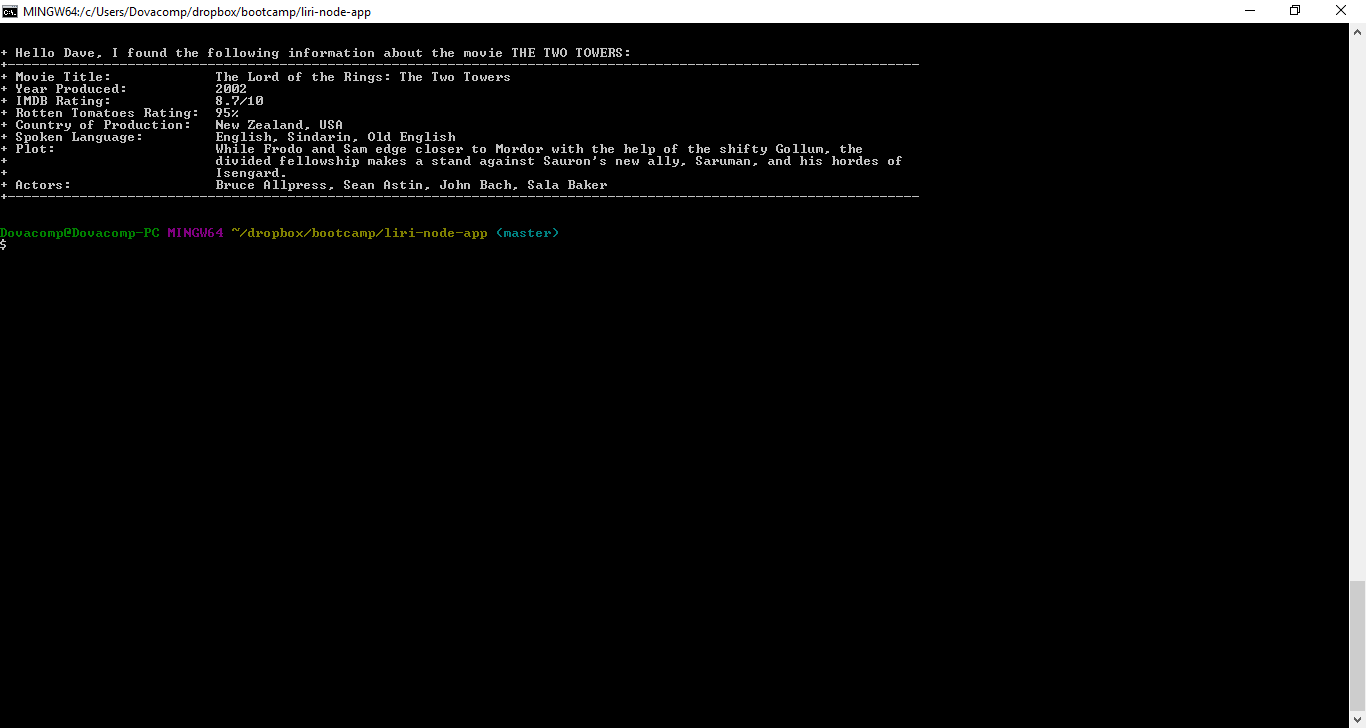 MINGW64:/c/Users/Dovacomp/dropbox/bootcamp/liri-node-app
+ Hello Dave, I found the following information about the movie THE TWO TOWERS:
+------------------------------------------------------------------------------------------------------------------
+ Movie Title: The Lord of the Rings: The Two Towers
+ Year Produced: 2002
+ IMDB Rating: 8.7/10
+ Rotten Tomatoes Rating: 95%
+ Country of Production: New Zealand, USA
+ Spoken Language: English, Sindarin, Old English
+ Plot: While Frodo and Sam edge closer to Mordor with the help of the shifty Gollum, the
+ divided fellowship makes a stand against Sauron's new ally, Saruman, and his hordes of
+ Isengard.
+ Actors: Bruce Allpress, Sean Astin, John Bach, Sala Baker
+------------------------------------------------------------------------------------------------------------------
Dovacomp@Dovacomp-PC MINGW64 ~/dropbox/bootcamp/liri-node-app (master)
$